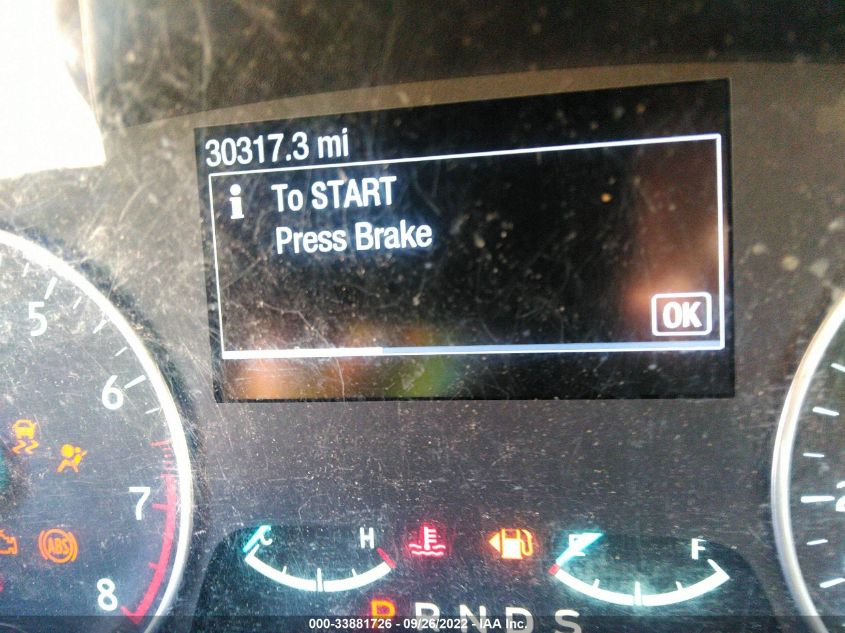 30317.3 mi
i To START
Press Brake
OK
5
6
7
8
ABS
C H
E F
P R N D S
2
000-33881726 - 09/26/2022 - IAA Inc.